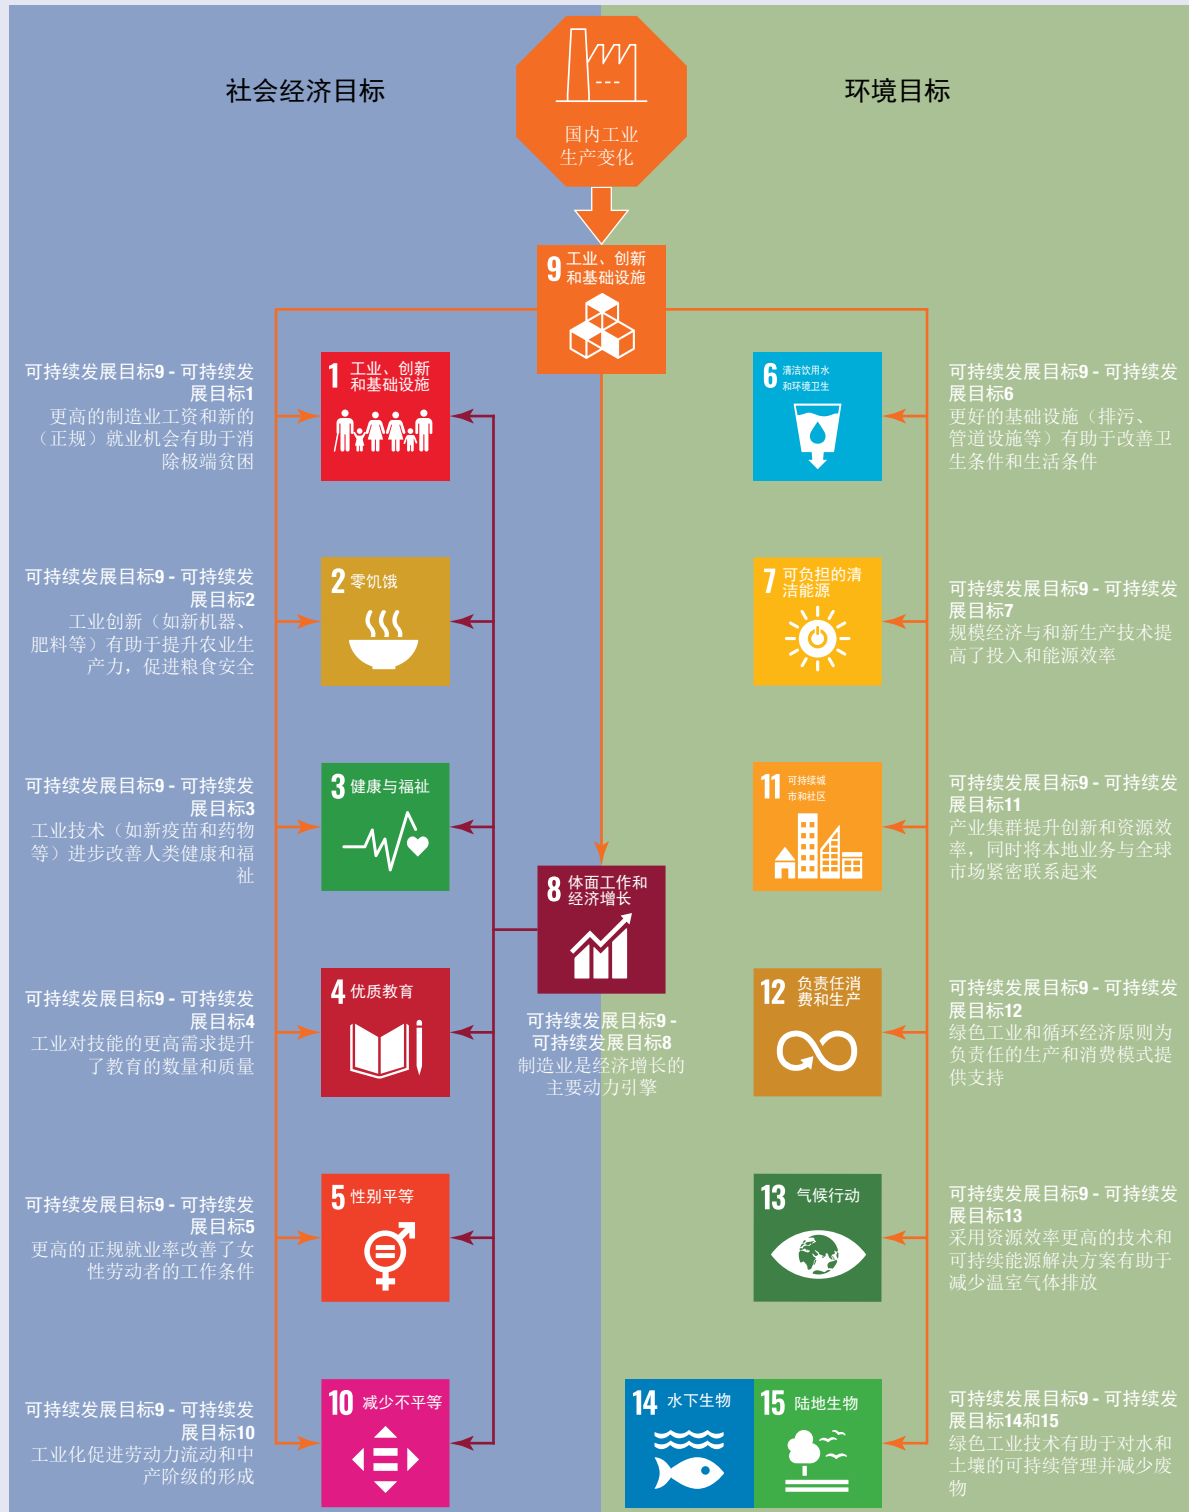 社会经济目标
环境目标
国内工业
生产变化
9 工业、创新
和基础设施
可持续发展目标9 - 可持续发
展目标1
更高的制造业工资和新的
（正规）就业机会有助于消
除极端贫困
1 工业、创新
和基础设施
可持续发展目标9 - 可持续发
展目标2
工业创新（如新机器、
肥料等）有助于提升农业生
产力，促进粮食安全
2 零饥饿
可持续发展目标9 - 可持续发
展目标3
工业技术（如新疫苗和药物
等）进步改善人类健康和福
祉
3 健康与福祉
可持续发展目标9 - 可持续发
展目标4
工业对技能的更高需求提升
了教育的数量和质量
4 优质教育
可持续发展目标9 - 可持续发
展目标5
更高的正规就业率改善了女
性劳动者的工作条件
5 性别平等
可持续发展目标9 - 可持续发
展目标10
工业化促进劳动力流动和中
产阶级的形成
10 减少不平等
8 体面工作和
经济增长
可持续发展目标9 -
可持续发展目标8
制造业是经济增长的
主要动力引擎
6 清洁饮用水
和环境卫生
可持续发展目标9 - 可持续发
展目标6
更好的基础设施（排污、
管道设施等）有助于改善卫
生条件和生活条件
7 可负担的清
洁能源
可持续发展目标9 - 可持续发
展目标7
规模经济与和新生产技术提
高了投入和能源效率
11 可持续城
市和社区
可持续发展目标9 - 可持续发
展目标11
产业集群提升创新和资源效
率，同时将本地业务与全球
市场紧密联系起来
12 负责任消
费和生产
可持续发展目标9 - 可持续发
展目标12
绿色工业和循环经济原则为
负责任的生产和消费模式提
供支持
13 气候行动
可持续发展目标9 - 可持续发
展目标13
采用资源效率更高的技术和
可持续能源解决方案有助于
减少温室气体排放
14 水下生物
15 陆地生物
可持续发展目标9 - 可持续发
展目标14和15
绿色工业技术有助于对水和
土壤的可持续管理并减少废
物